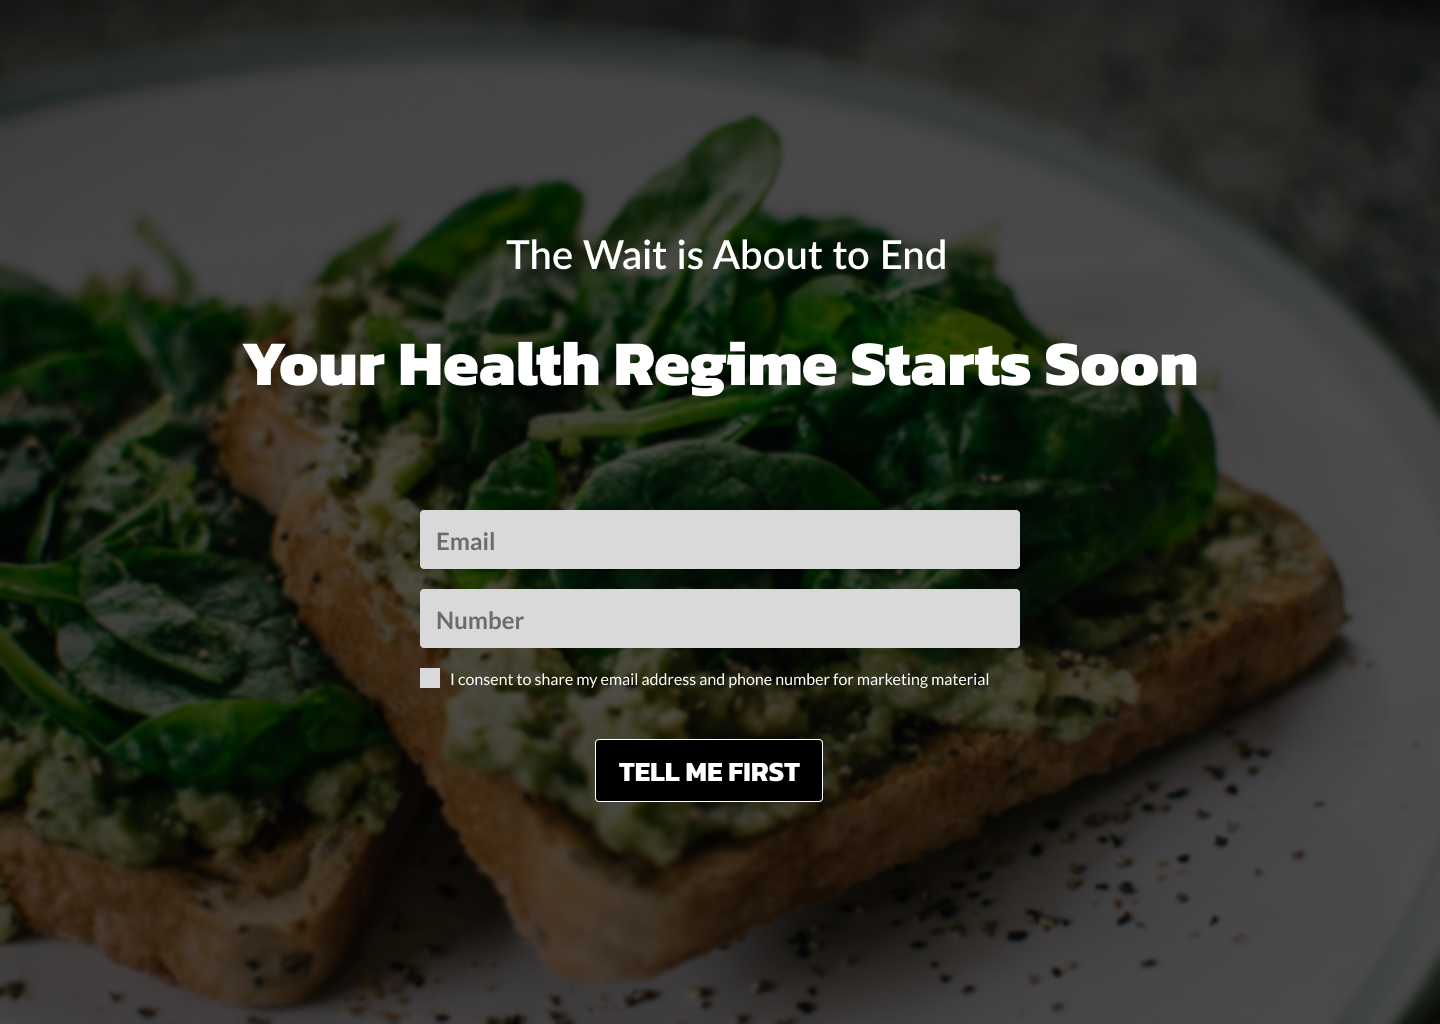 The Wait is About to End
Your Health Regime Starts Soon
Email
Number
I consent to share my email address and phone number for marketing material
TELL ME FIRST